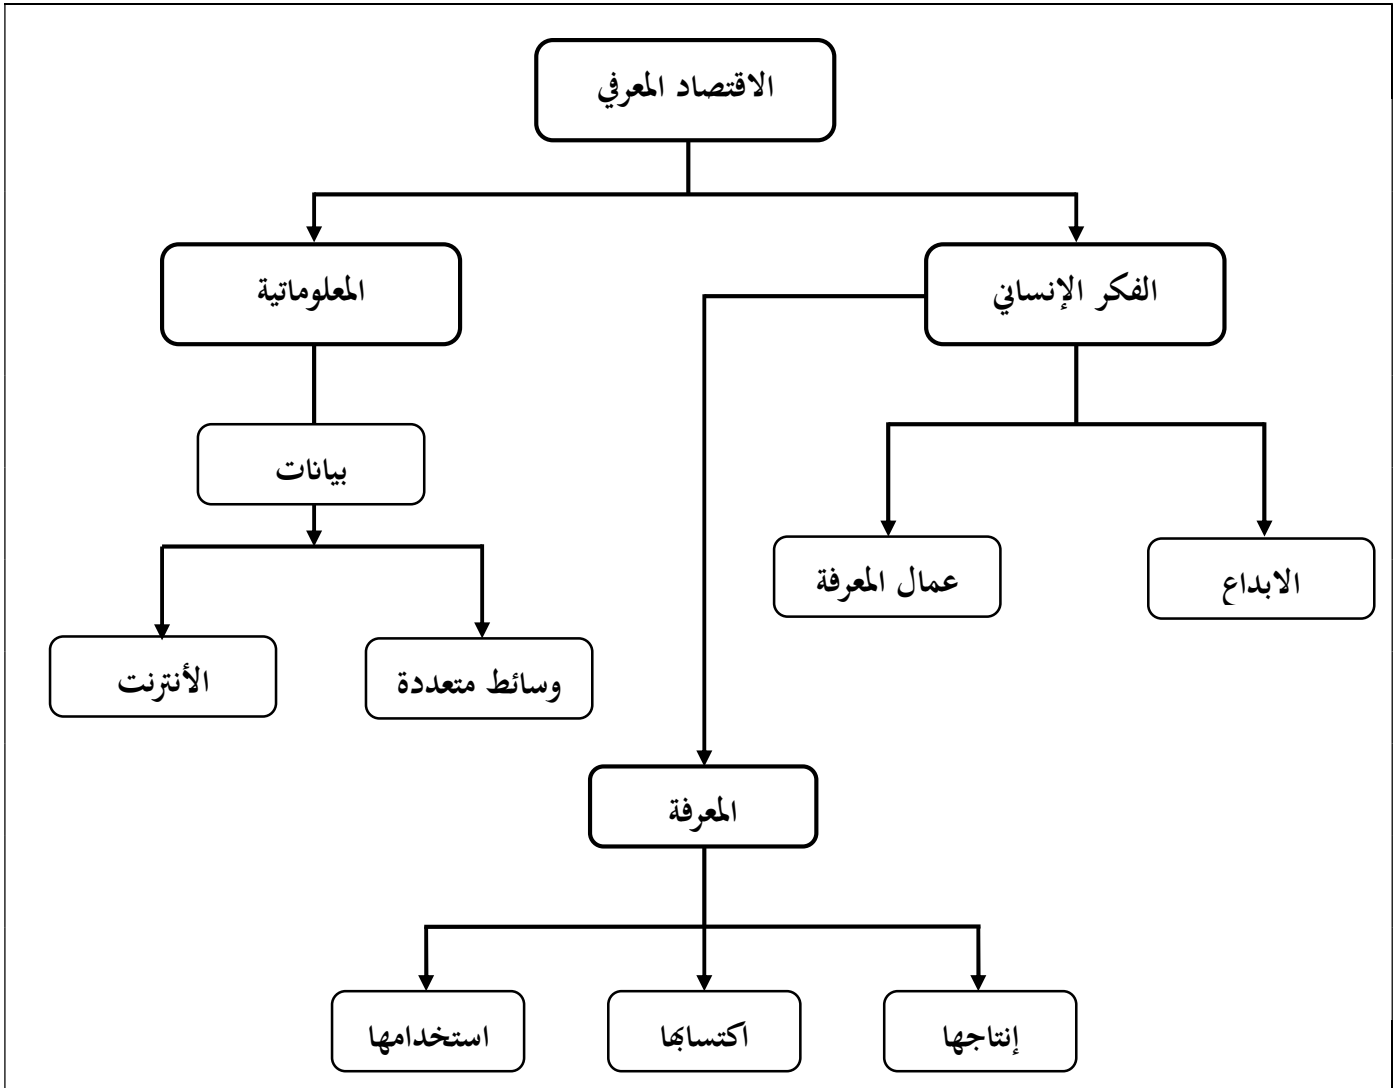 الاقتصاد المعرفي
الفكر الإنساني
المعلوماتية
بيانات
الابداع
عمال المعرفة
وسائط متعددة
الأنترنت
المعرفة
إنتاجها
اكتسابها
استخدامها